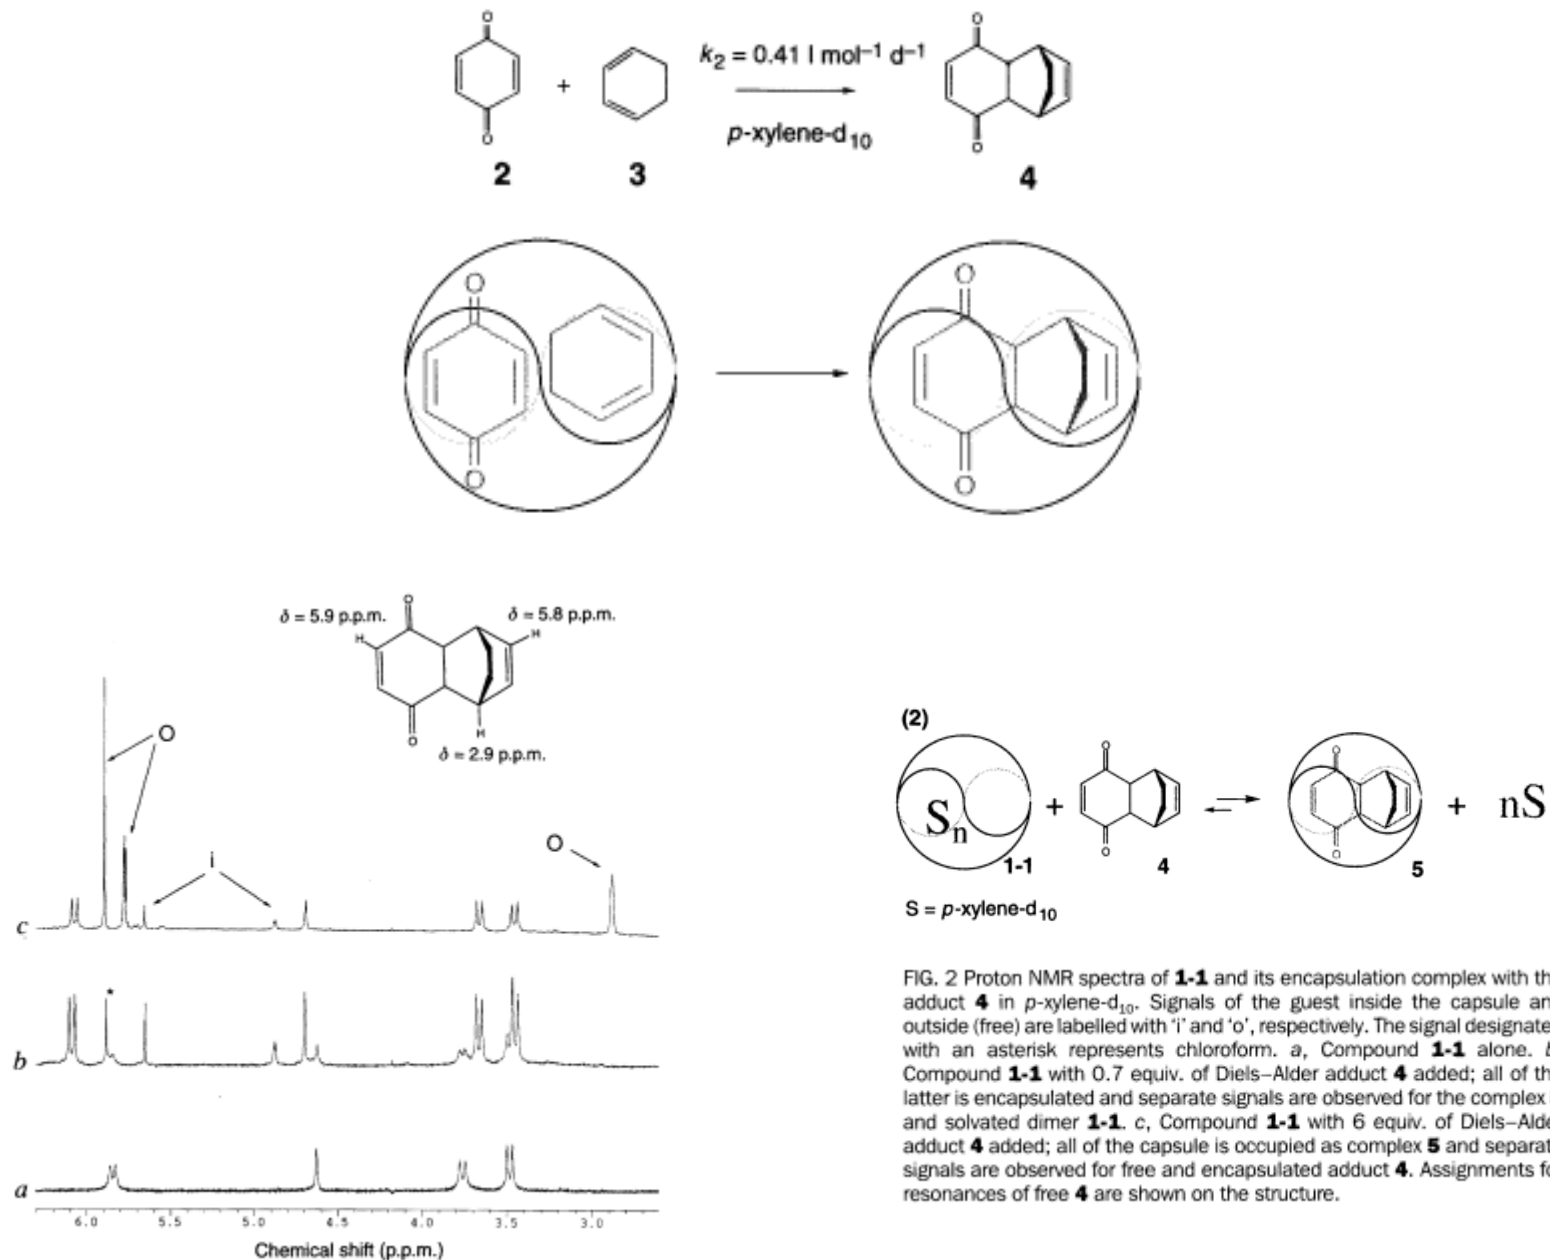 O
O
k2 = 0.41 l mol–1 d–1
+
p-xylene-d10
O
O
2
3
4
O
O
O
O
δ = 5.9 p.p.m.
O
δ = 5.8 p.p.m.
H
H
O
H
δ = 2.9 p.p.m.
O
i
O
c
*
b
a
6.0 5.5 5.0 4.5 4.0 3.5 3.0
Chemical shift (p.p.m.)
(2)
Sn
+
O
O
O
O
+ nS
1-1
4
5
S = p-xylene-d10
FIG. 2 Proton NMR spectra of 1-1 and its encapsulation complex with th
adduct 4 in p-xylene-d10. Signals of the guest inside the capsule an
outside (free) are labelled with ‘i’ and ‘o’, respectively. The signal designate
with an asterisk represents chloroform. a, Compound 1-1 alone.
Compound 1-1 with 0.7 equiv. of Diels–Alder adduct 4 added; all of th
latter is encapsulated and separate signals are observed for the complex
and solvated dimer 1-1. c, Compound 1-1 with 6 equiv. of Diels–Alde
adduct 4 added; all of the capsule is occupied as complex 5 and separat
signals are observed for free and encapsulated adduct 4. Assignments fo
resonances of free 4 are shown on the structure.